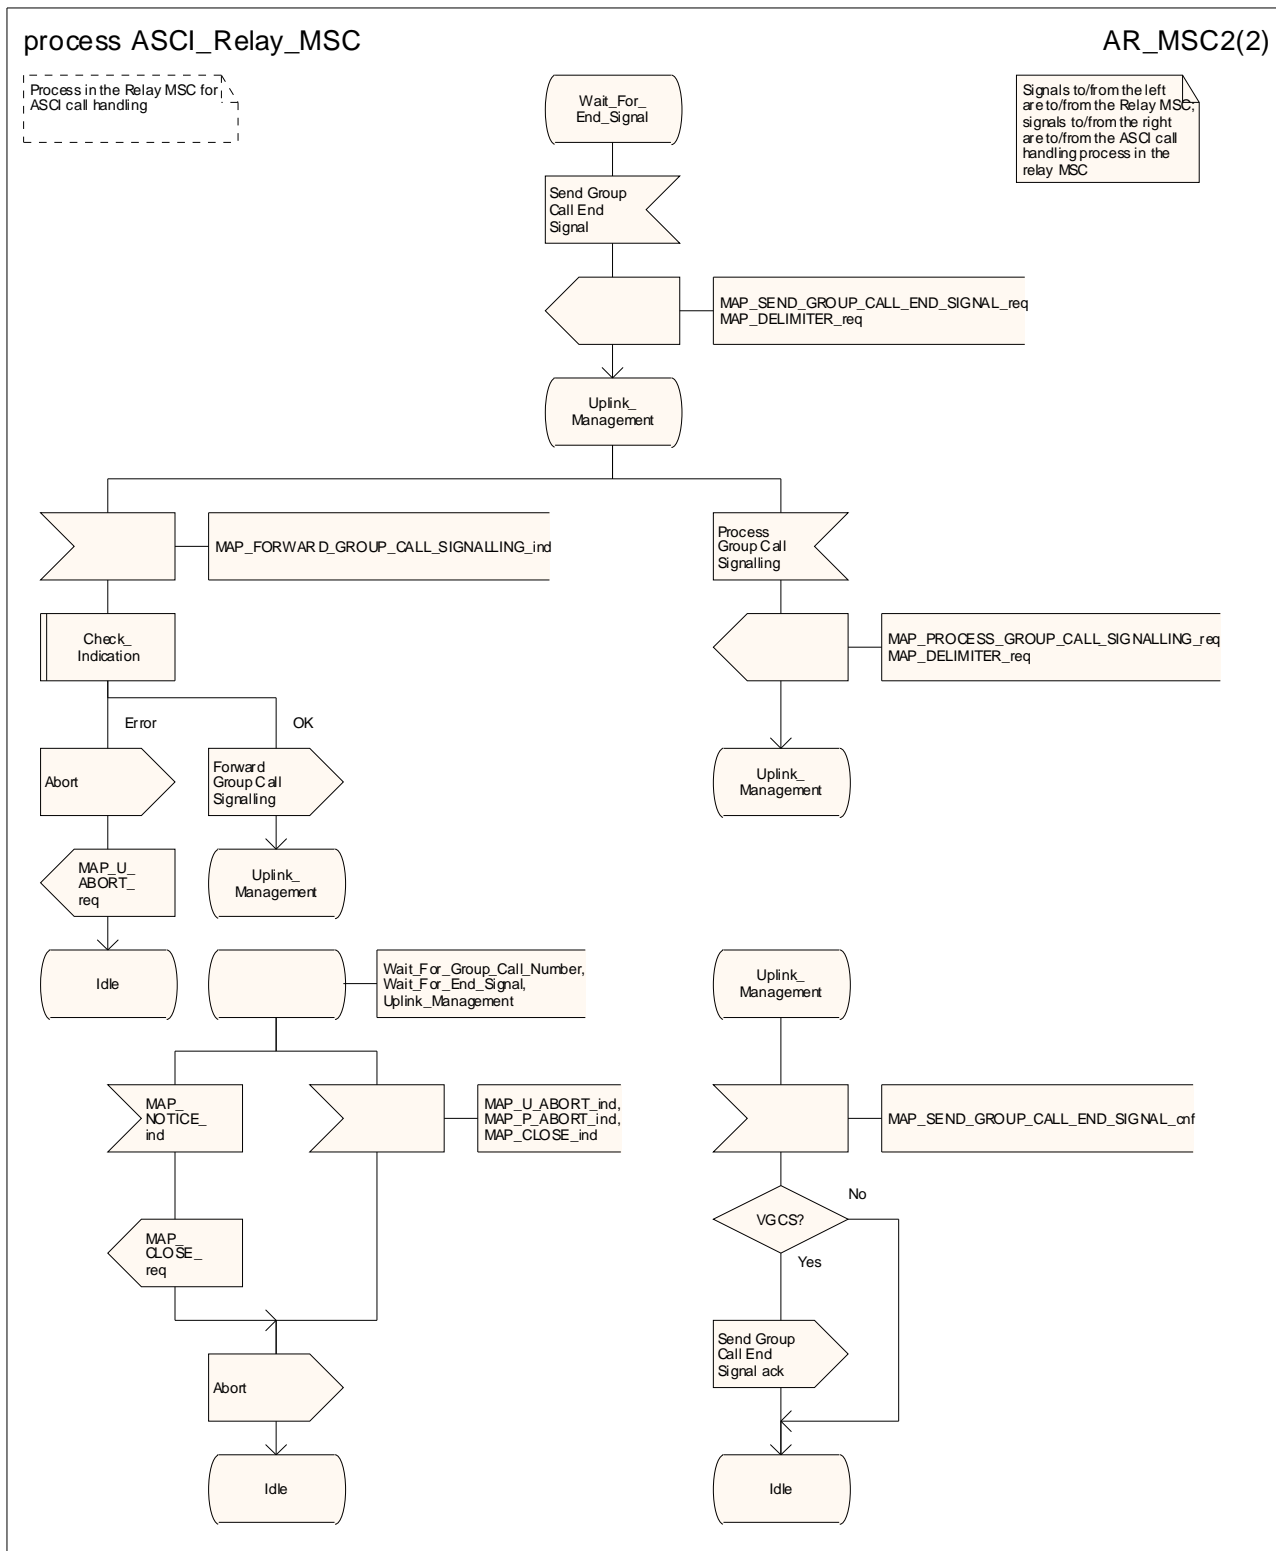 process ASCI_Relay_MSC
AR_MSC2(2)
Process in the Relay MSC for
ASCI call handling
Signals to/from the left
are to/from the Relay MSC;
signals to/from the right
are to/from the ASCI call
handling process in the
relay MSC
Wait_For_
End_Signal
Send Group
Call End
Signal
MAP_SEND_GROUP_CALL_END_SIGNAL_req
MAP_DELIMITER_req
Uplink_
Management
MAP_FORWARD_GROUP_CALL_SIGNALLING_ind
Process
Group Call
Signalling
Check_
Indication
MAP_PROCESS_GROUP_CALL_SIGNALLING_req
MAP_DELIMITER_req
Error
OK
Abort
Forward
Group Call
Signalling
Uplink_
Management
MAP_U_
ABORT_
req
Uplink_
Management
Idle
Wait_For_Group_Call_Number,
Wait_For_End_Signal,
Uplink_Management
Uplink_
Management
MAP_
NOTICE_
ind
MAP_U_ABORT_ind,
MAP_P_ABORT_ind,
MAP_CLOSE_ind
MAP_SEND_GROUP_CALL_END_SIGNAL_cnf
No
VGCS?
Yes
MAP_
CLOSE_
req
Send Group
Call End
Signal ack
Abort
Idle
Idle